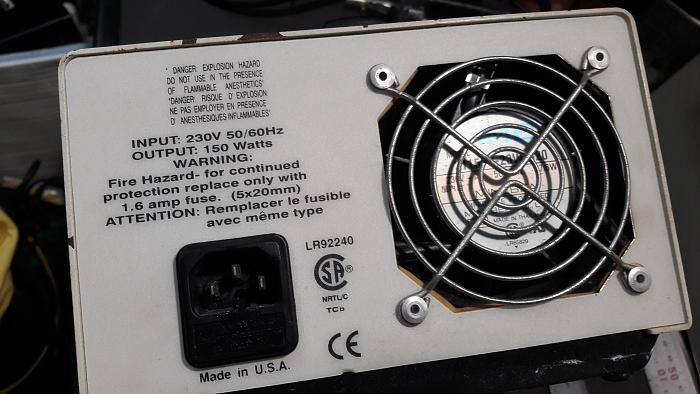 ' DANGER: EXPLOSION HAZARD
DO NOT USE IN THE PRESENCE
OF FLAMMABLE ANESTHETICS'
'DANGER: RISQUE D' EXPLOSION.
NE PAS EMPLOYER EN PRESENCE
D' ANESTHESIQUES INFLAMMABLES'
INPUT: 230V 50/60Hz
OUTPUT: 150 Watts
WARNING:
Fire Hazard- for continued
protection replace only with
1.6 amp fuse. (5x20mm)
ATTENTION: Remplacer le fusible
avec même type
LR92240
SA®
NRTL/C
TCb
CE
Made in U.S.A.
MADE IN THAI